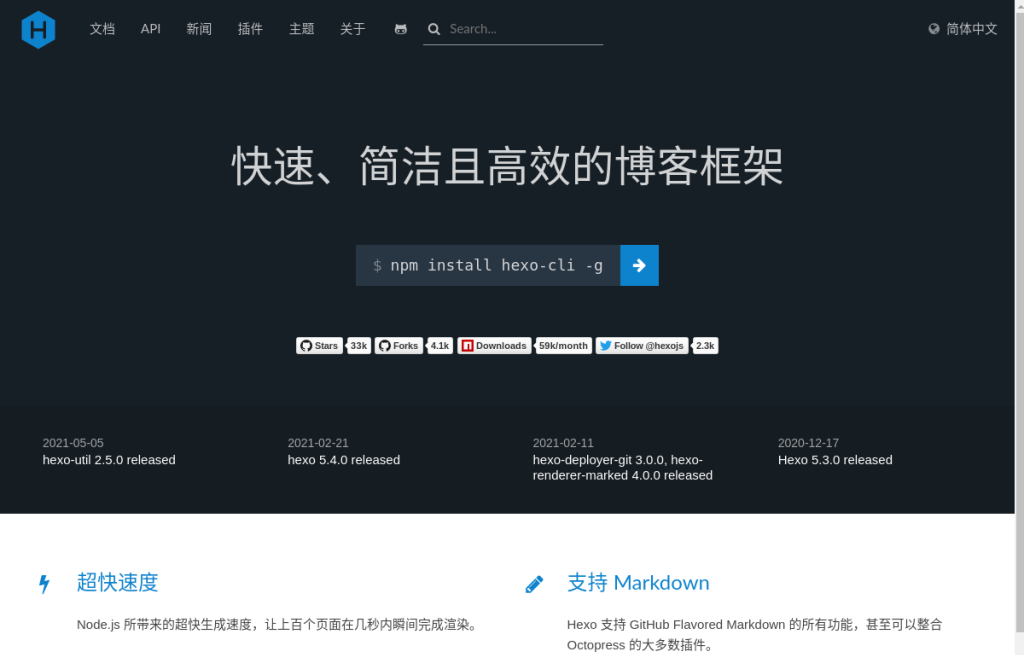 H 文档 API 新闻 插件 主题 关于 Search... 简体中文
快速、简洁且高效的博客框架
$ npm install hexo-cli -g
Stars 33k Forks 4.1k Downloads 59k/month Follow @hexojs 2.3k
2021-05-05
hexo-util 2.5.0 released
2021-02-21
hexo 5.4.0 released
2021-02-11
hexo-deployer-git 3.0.0, hexo-
renderer-marked 4.0.0 released
2020-12-17
Hexo 5.3.0 released
超快速度
Node.js 所带来的超快生成速度，让上百个页面在几秒内瞬间完成渲染。
支持 Markdown
Hexo 支持 GitHub Flavored Markdown 的所有功能，甚至可以整合
Octopress 的大多数插件。